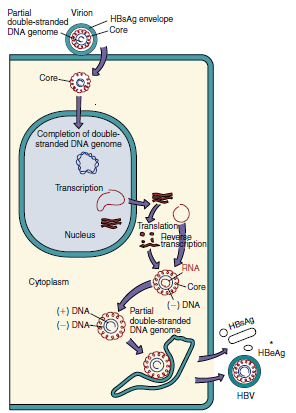 Partial
double-stranded
DNA genome
Virion
HBsAg envelope
Core
Core
Completion of double-
stranded DNA genome
Transcription
Translation
Reverse
transcription
Nucleus
RNA
Core
Cytoplasm
(−) DNA
(+) DNA
(−) DNA
Partial
double-stranded
DNA genome
HBsAg
*
HBeAg
HBV